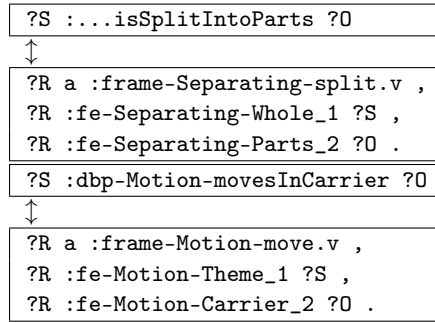 ?S :...isSplitIntoParts ?O
↕
?R a :frame-Separating-split.v ,
?R :fe-Separating-Whole_1 ?S ,
?R :fe-Separating-Parts_2 ?O .
?S :dbp-Motion-movesInCarrier ?O
↕
?R a :frame-Motion-move.v ,
?R :fe-Motion-Theme_1 ?S ,
?R :fe-Motion-Carrier_2 ?O .